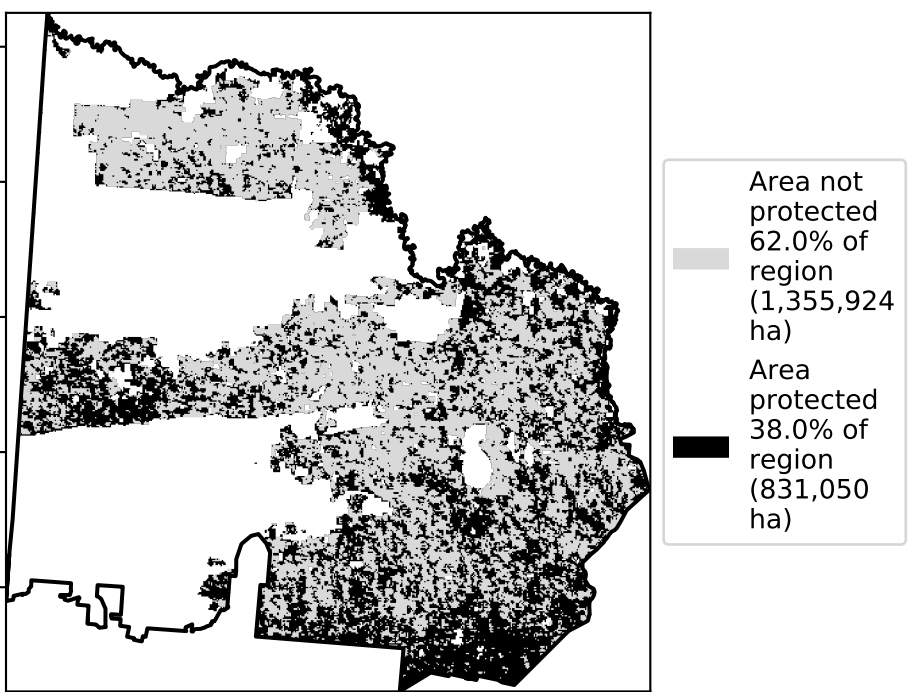 Area not
protected
62.0% of
region
(1,355,924
ha)
Area
protected
38.0% of
region
(831,050
ha)